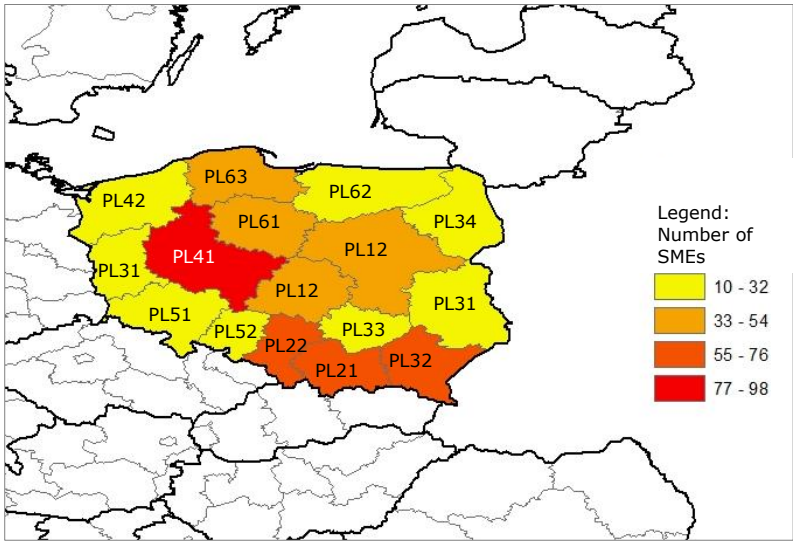 PL63
PL62
PL42
PL61
PL34
PL12
PL41
PL31
PL12
PL31
PL51
PL52
PL33
PL22
PL32
PL21
Legend:
Number of
SMEs
10 - 32
33 - 54
55 - 76
77 - 98